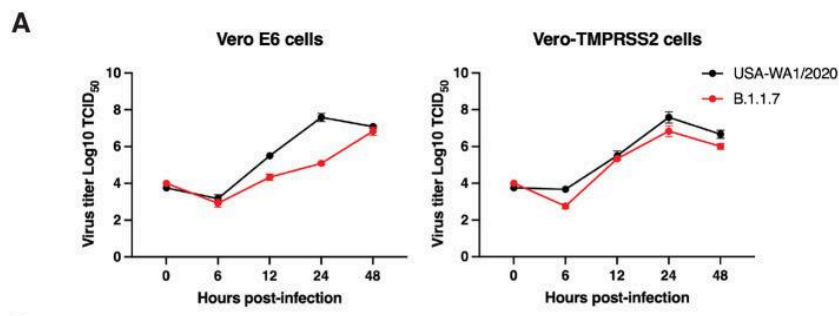 A
Vero E6 cells
Virus titer Log10 TCID50
10
8
6
4
2
0
0 6 12 24 48
Hours post-infection
Vero-TMPRSS2 cells
Virus titer Log10 TCID50
10
8
6
4
2
0
0 6 12 24 48
Hours post-infection
USA-WA1/2020
B.1.1.7